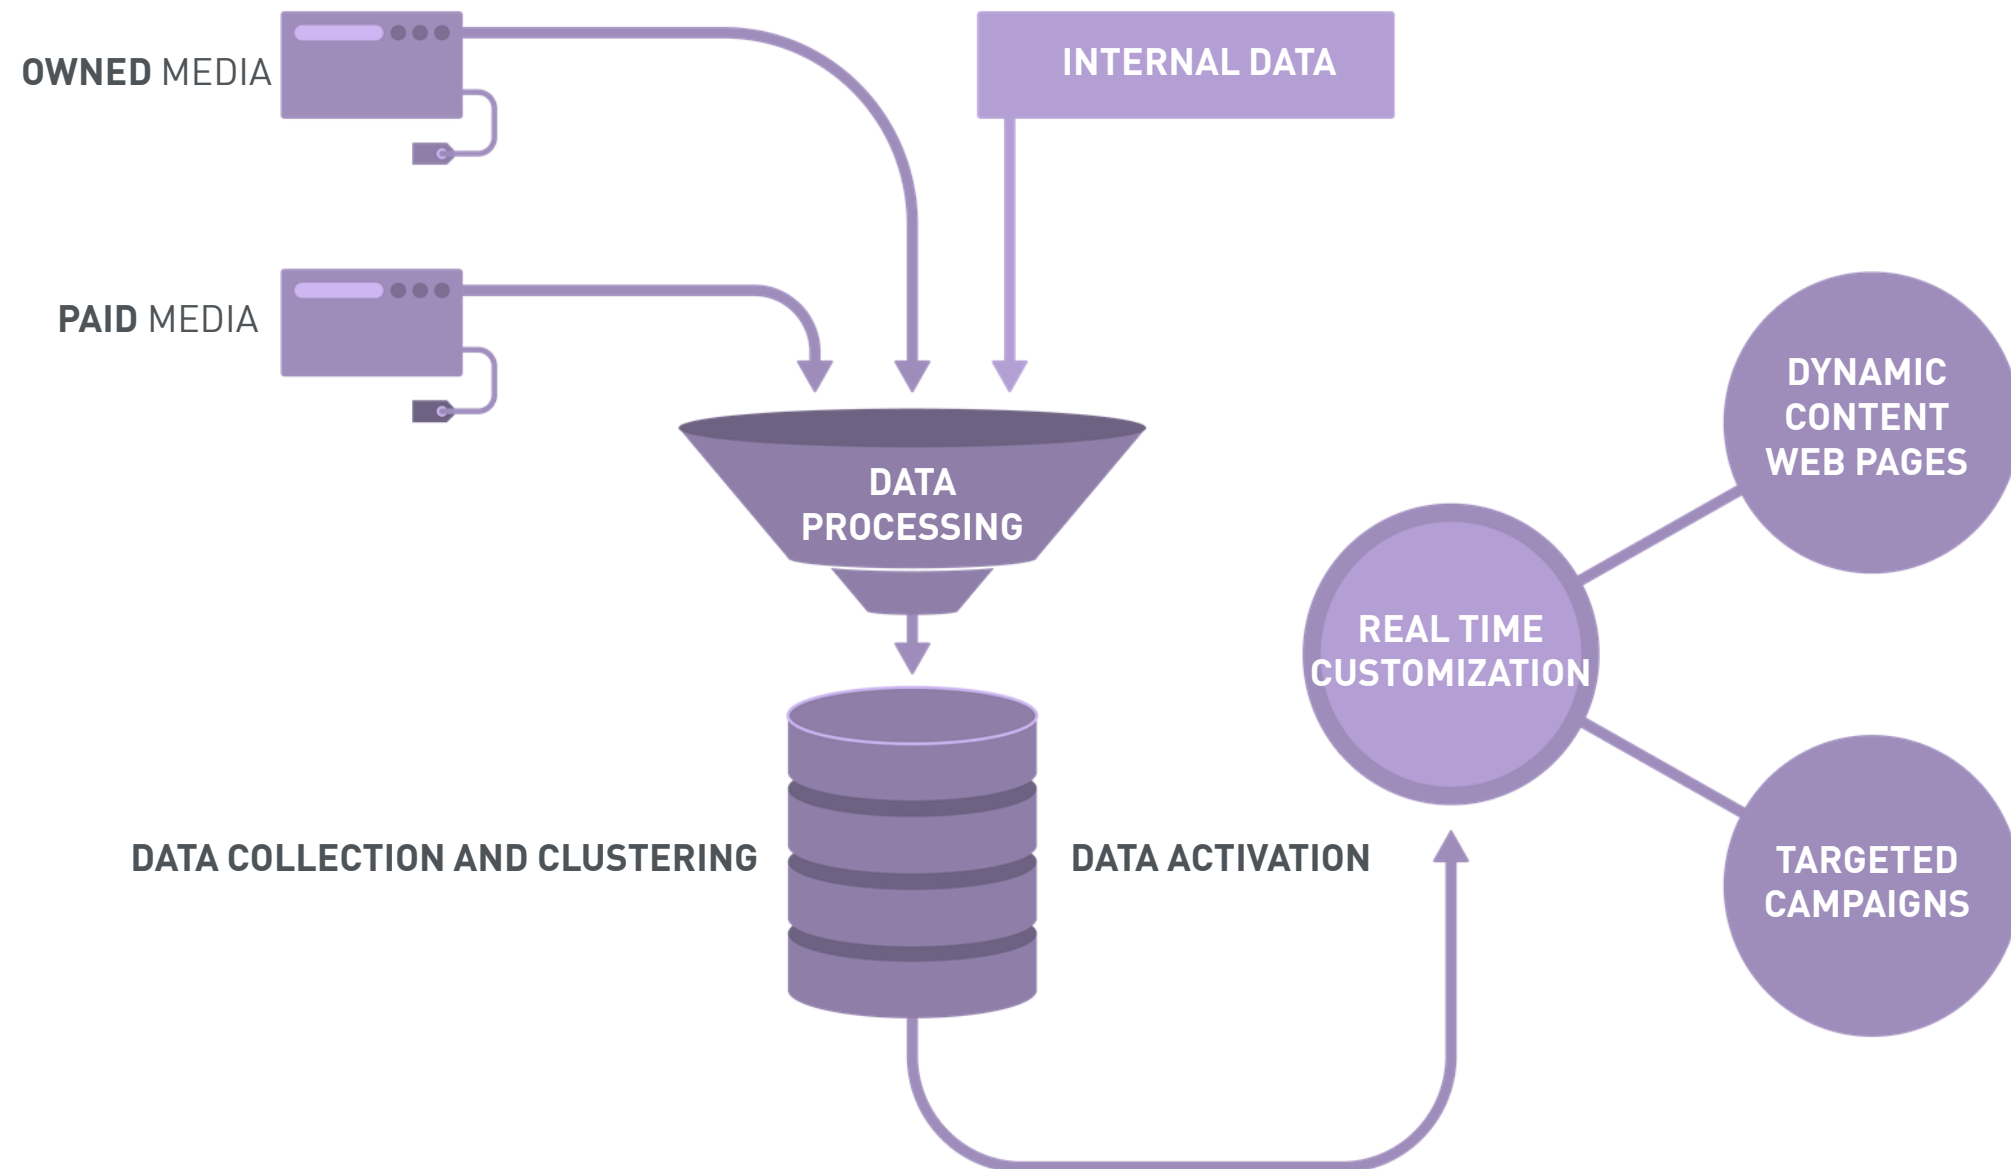 OWNED MEDIA
INTERNAL DATA
PAID MEDIA
DATA
PROCESSING
DYNAMIC
CONTENT
WEB PAGES
REAL TIME
CUSTOMIZATION
DATA COLLECTION AND CLUSTERING
DATA ACTIVATION
TARGETED
CAMPAIGNS